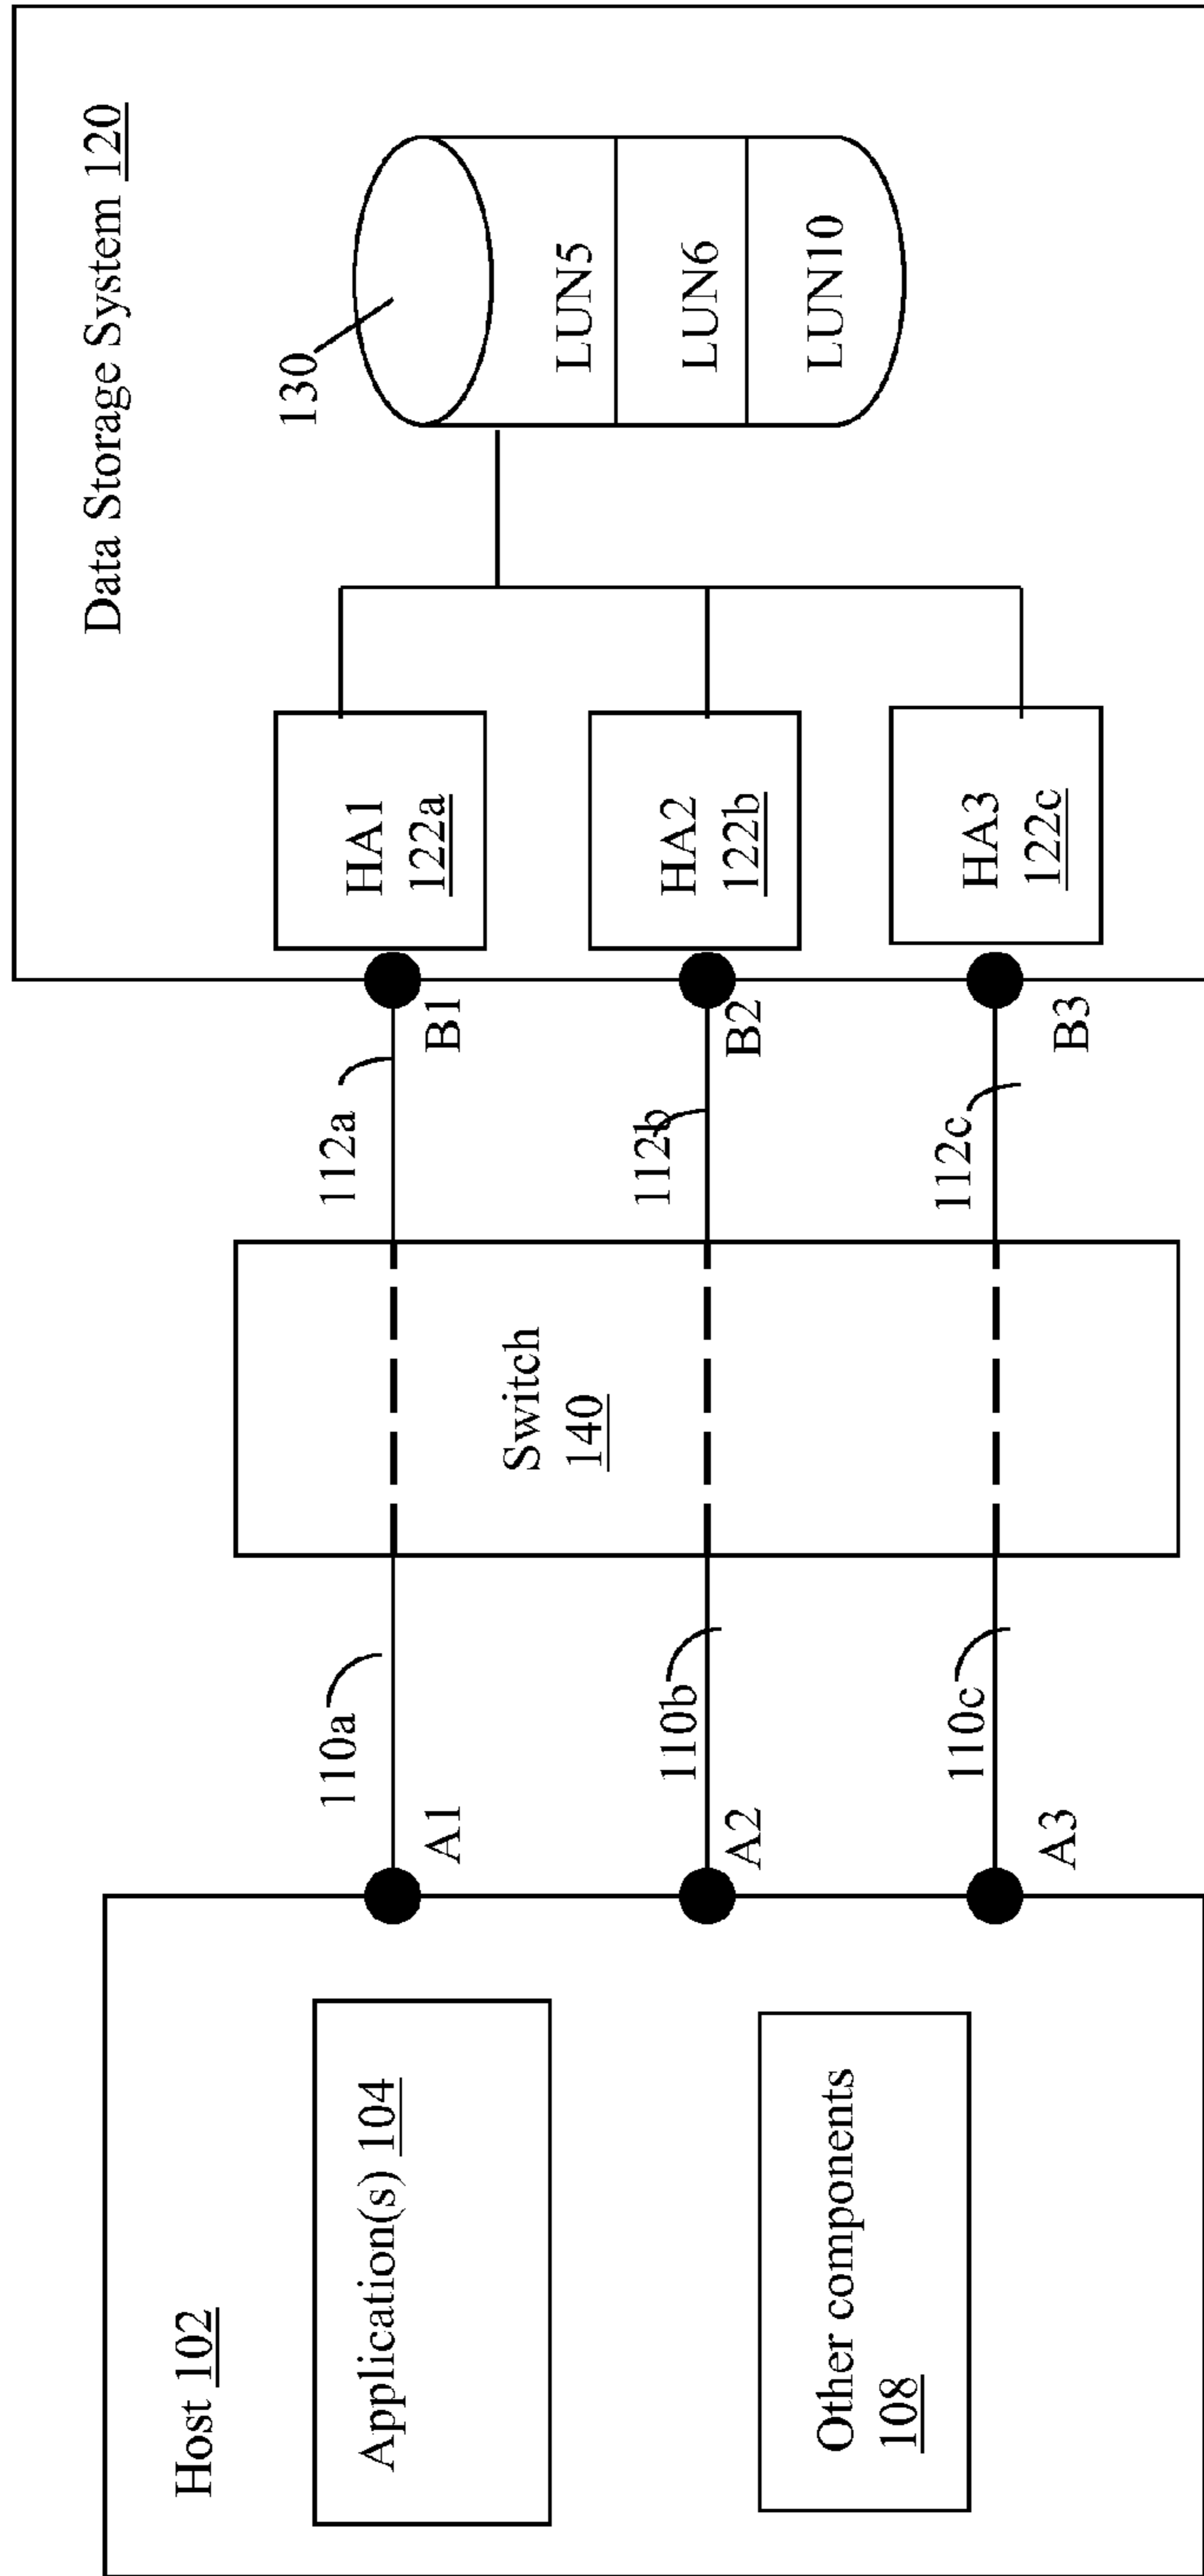 Host 102
Application(s) 104
Other components
108
A1
A2
A3
110a
110b
110c
Switch
140
112a
112b
112c
B1
B2
B3
Data Storage System 120
HA1
122a
HA2
122b
HA3
122c
130
LUN5
LUN6
LUN10